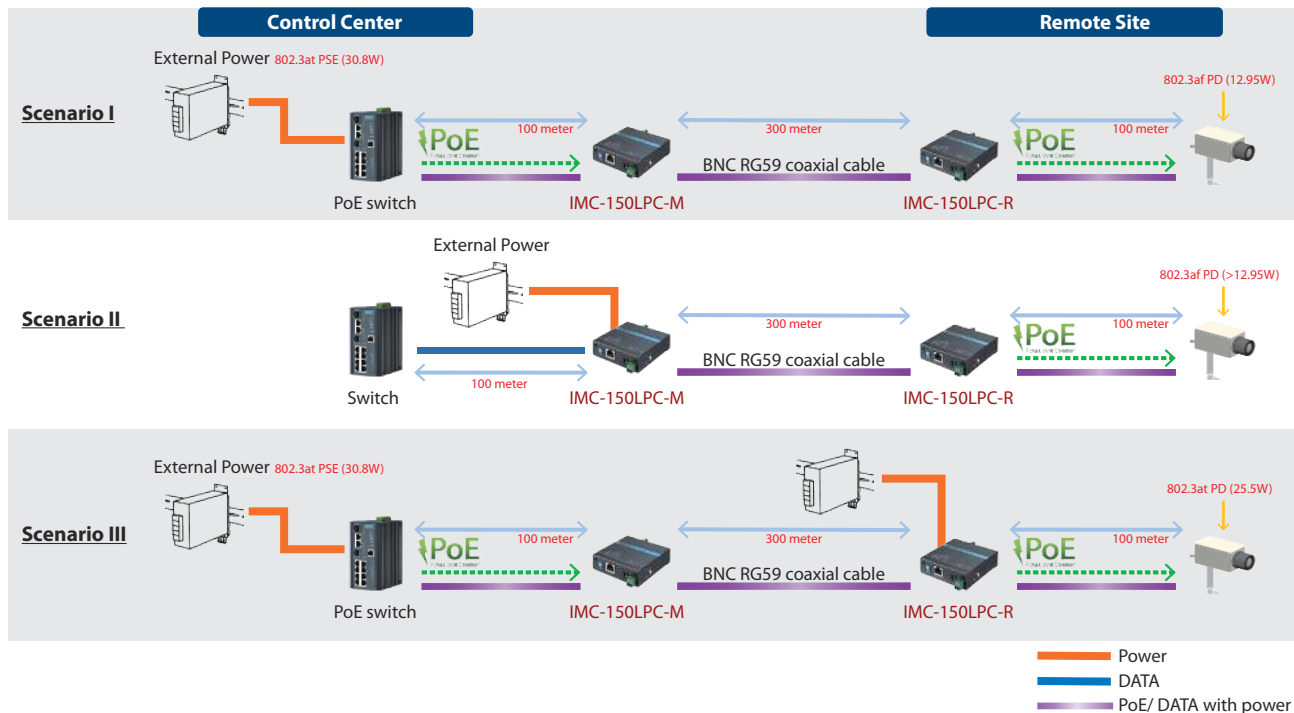 Control Center
Remote Site
Scenario I
External Power 802.3at PSE (30.8W)
802.3af PD (12.95W)
100 meter
300 meter
100 meter
PoE
PoE
BNC RG59 coaxial cable
PoE switch
IMC-150LPC-M
IMC-150LPC-R
Scenario II
External Power
802.3af PD (>12.95W)
300 meter
100 meter
PoE
BNC RG59 coaxial cable
100 meter
Switch
IMC-150LPC-M
IMC-150LPC-R
Scenario III
External Power 802.3at PSE (30.8W)
802.3at PD (25.5W)
100 meter
300 meter
100 meter
PoE
PoE
BNC RG59 coaxial cable
PoE switch
IMC-150LPC-M
IMC-150LPC-R
Power
DATA
PoE/ DATA with power